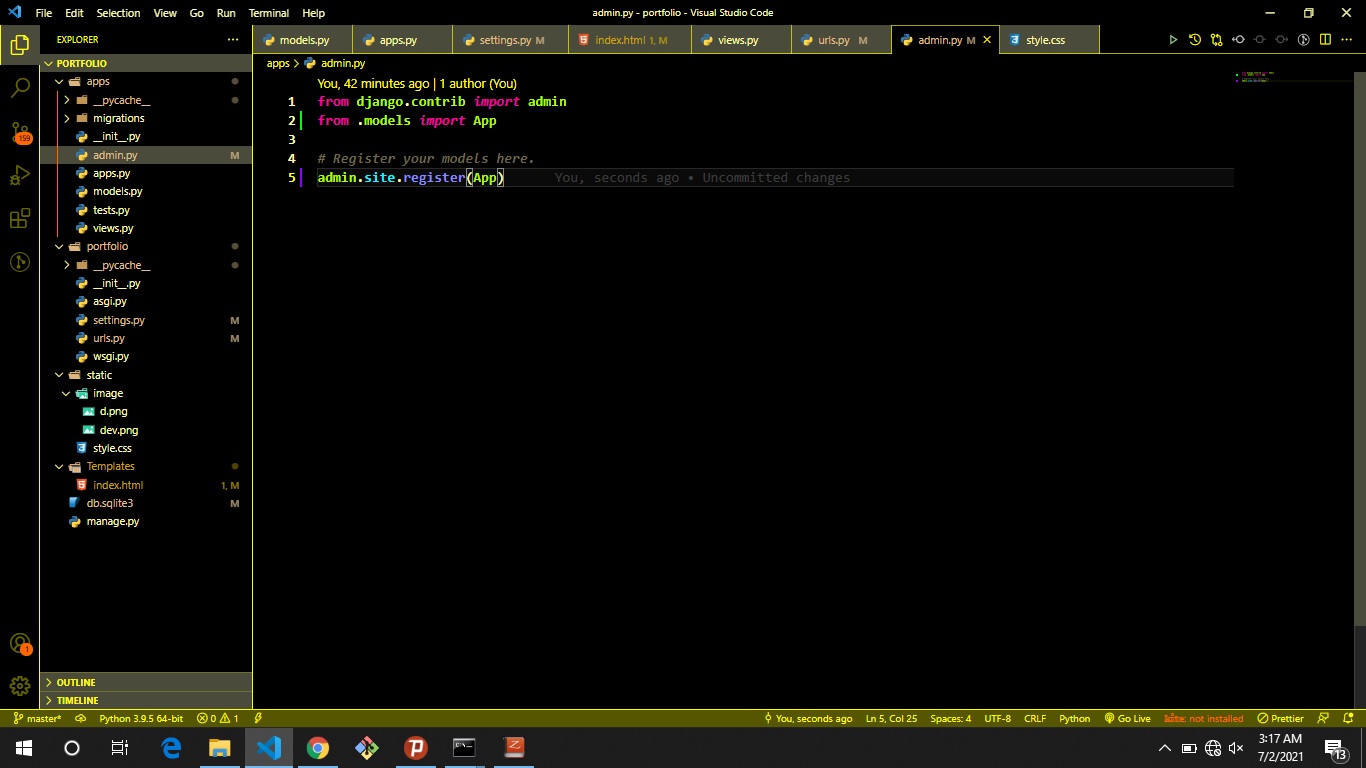 File Edit Selection View Go Run Terminal Help
admin.py - portfolio - Visual Studio Code
EXPLORER
models.py apps.py settings.py M index.html 1, M views.py urls.py M admin.py M style.css
PORTFOLIO
apps > admin.py
apps
__pycache__
migrations
__init__.py
admin.py M
apps.py
models.py
tests.py
views.py
portfolio
__pycache__
__init__.py
asgi.py
settings.py M
urls.py M
wsgi.py
static
image
d.png
dev.png
style.css
Templates
index.html 1, M
db.sqlite3 M
manage.py
OUTLINE
TIMELINE
159
1
You, 42 minutes ago | 1 author (You)
1 from django.contrib import admin
2 from .models import App
3
4 # Register your models here.
5 admin.site.register(App) You, seconds ago • Uncommitted changes
master* Python 3.9.5 64-bit 0 1 You, seconds ago Ln 5, Col 25 Spaces: 4 UTF-8 CRLF Python Go Live kite: not installed Prettier
3:17 AM
7/2/2021
13